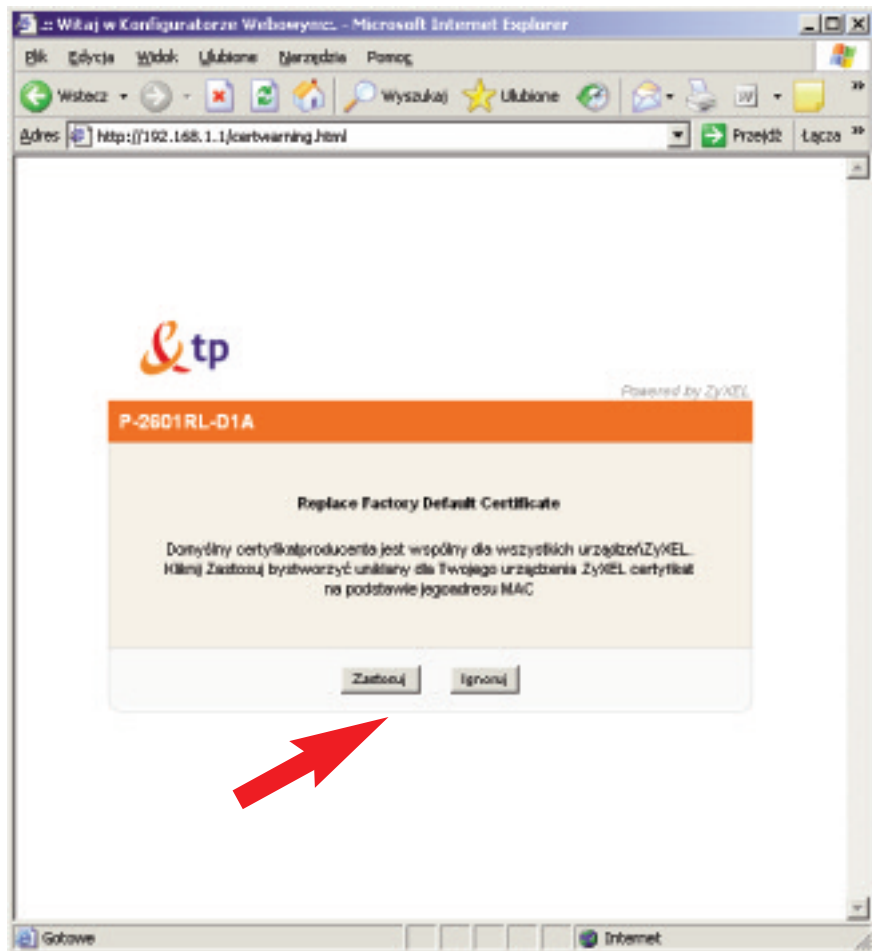 .:: Witaj w Konfiguratorze Webowym::. - Microsoft Internet Explorer
Plik Edycja Widok Ulubione Narzędzia Pomoc
Wstecz Wyszukaj Ulubione
Adres http://192.168.1.1/certwarning.html Przejdź Łącza
tp
Powered by ZyXEL
P-2601RL-D1A
Replace Factory Default Certificate
Domyślny certyfikatproducenta jest wspólny dla wszystkich urządzeńZyXEL.
Kliknij Zastosuj bystworzyć uniklany dla Twojego urządzenia ZyXEL certyfikat
na podstawie jegoadresu MAC
Zastosuj Ignoruj
Gotowe Internet